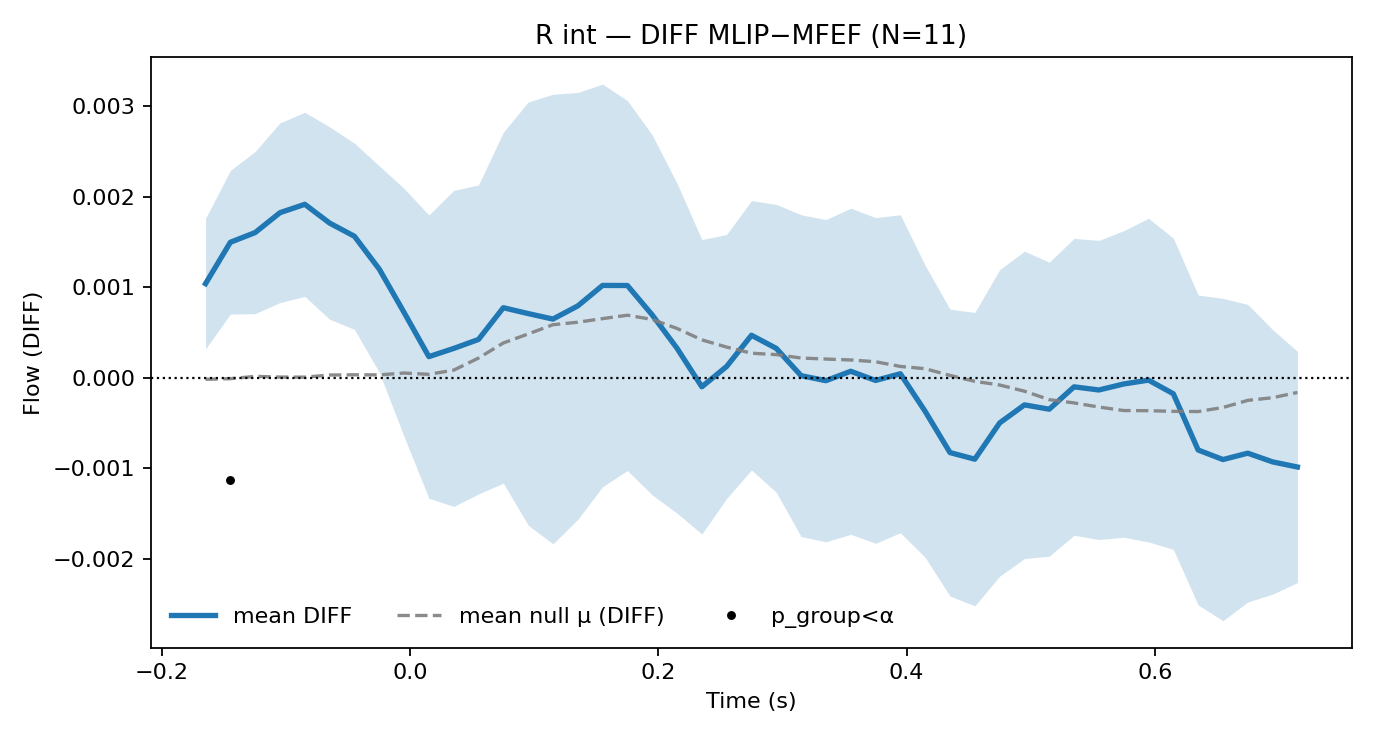 R int — DIFF MLIP−MFEF (N=11)
Flow (DIFF)
0.003
0.002
0.001
0.000
−0.001
−0.002
mean DIFF
mean null μ (DIFF)
p_group<α
−0.2
0.0
0.2
0.4
0.6
Time (s)